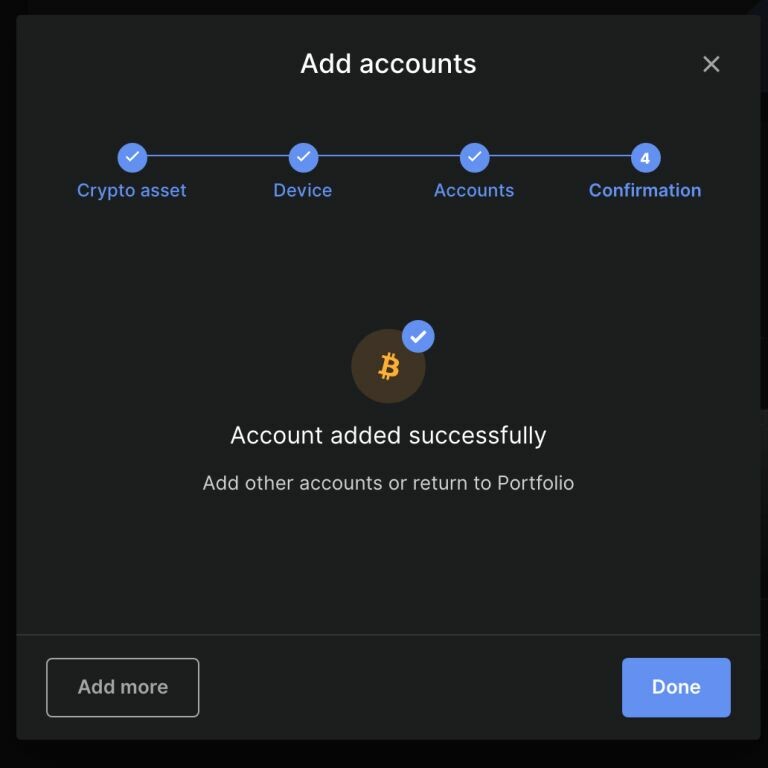 Add accounts
4
Crypto asset Device Accounts Confirmation
Account added successfully
Add other accounts or return to Portfolio
Add more Done